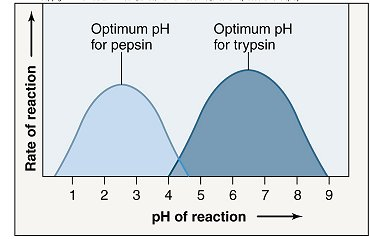 Optimum pH
for pepsin
Optimum pH
for trypsin
Rate of reaction
1 2 3 4 5 6 7 8 9
pH of reaction